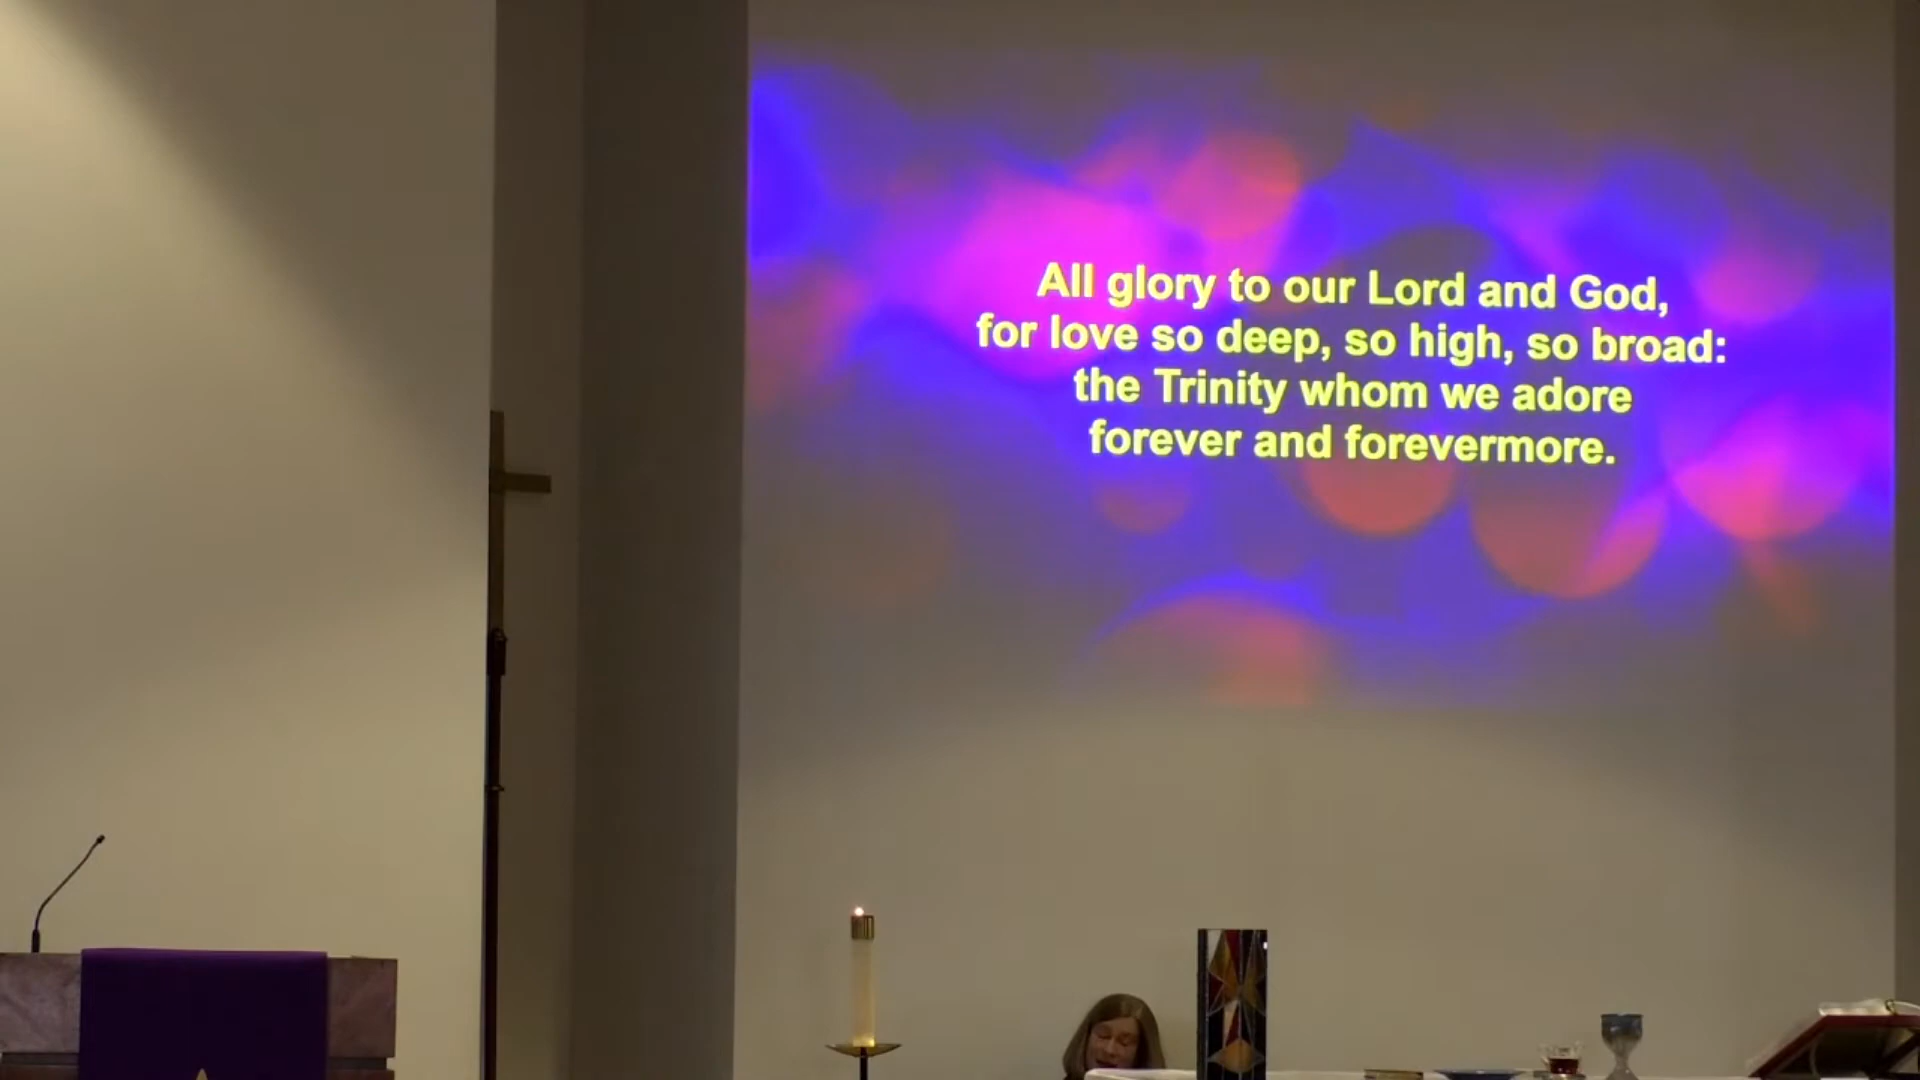 All glory to our Lord and God,
for love so deep, so high, so broad:
the Trinity whom we adore
forever and forevermore.